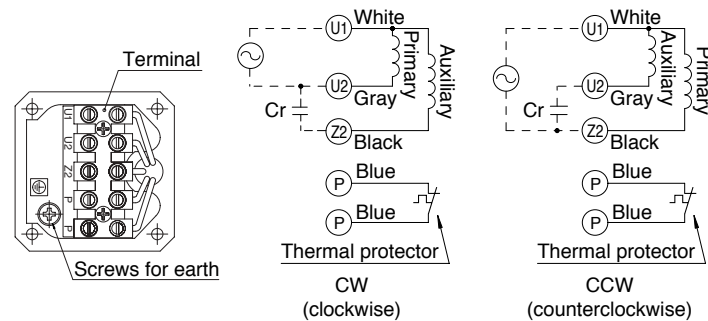 Terminal
U1
U2
Z2
P
P
Screws for earth
U1
White
Primary
Auxiliary
U2
Gray
Cr
Z2
Black
P
Blue
P
Blue
Thermal protector
CW
(clockwise)
U1
White
Auxiliary
Primary
U2
Gray
Cr
Z2
Black
P
Blue
P
Blue
Thermal protector
CCW
(counterclockwise)